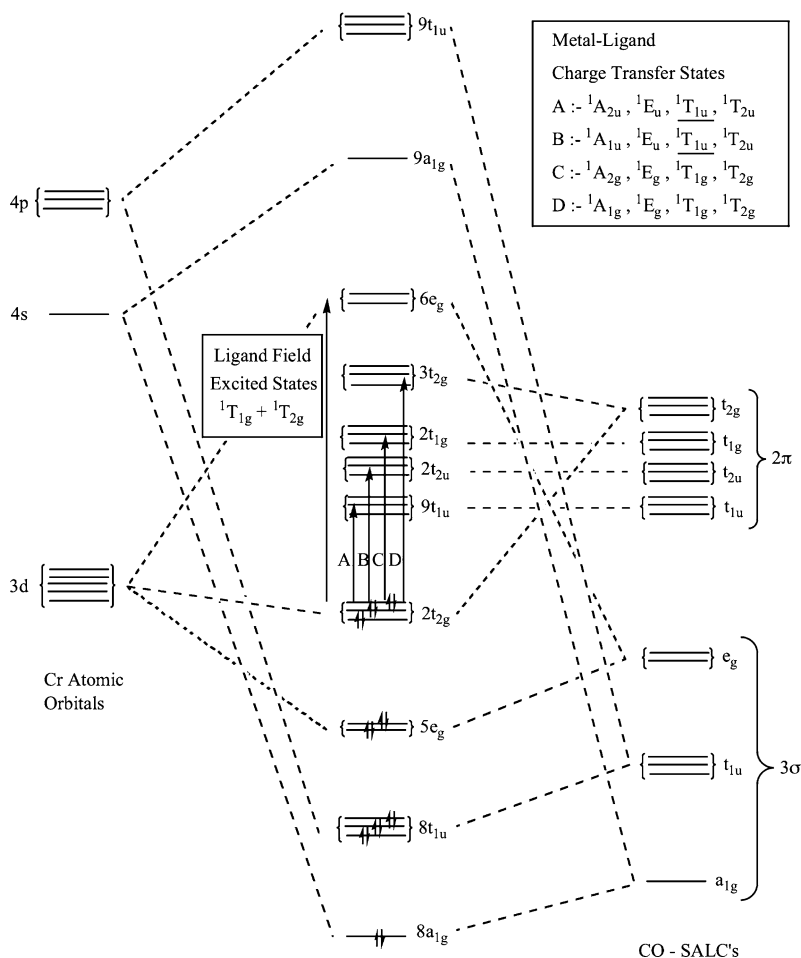 9t₁ᵤ
Metal-Ligand
Charge Transfer States
A :- ¹A₂ᵤ , ¹Eᵤ , ¹T₁ᵤ , ¹T₂ᵤ
B :- ¹A₁ᵤ , ¹Eᵤ , ¹T₁ᵤ , ¹T₂ᵤ
C :- ¹A₂g , ¹Eg , ¹T₁g , ¹T₂g
D :- ¹A₁g , ¹Eg , ¹T₁g , ¹T₂g
9a₁g
4p
4s
6eg
Ligand Field
Excited States
¹T₁g + ¹T₂g
3t₂g
2t₁g
2t₂ᵤ
9t₁ᵤ
t₂g
t₁g
t₂ᵤ
t₁ᵤ
2π
A B C D
3d
2t₂g
Cr Atomic
Orbitals
5eg
8t₁ᵤ
8a₁g
eg
t₁ᵤ
a₁g
3σ
CO - SALC's